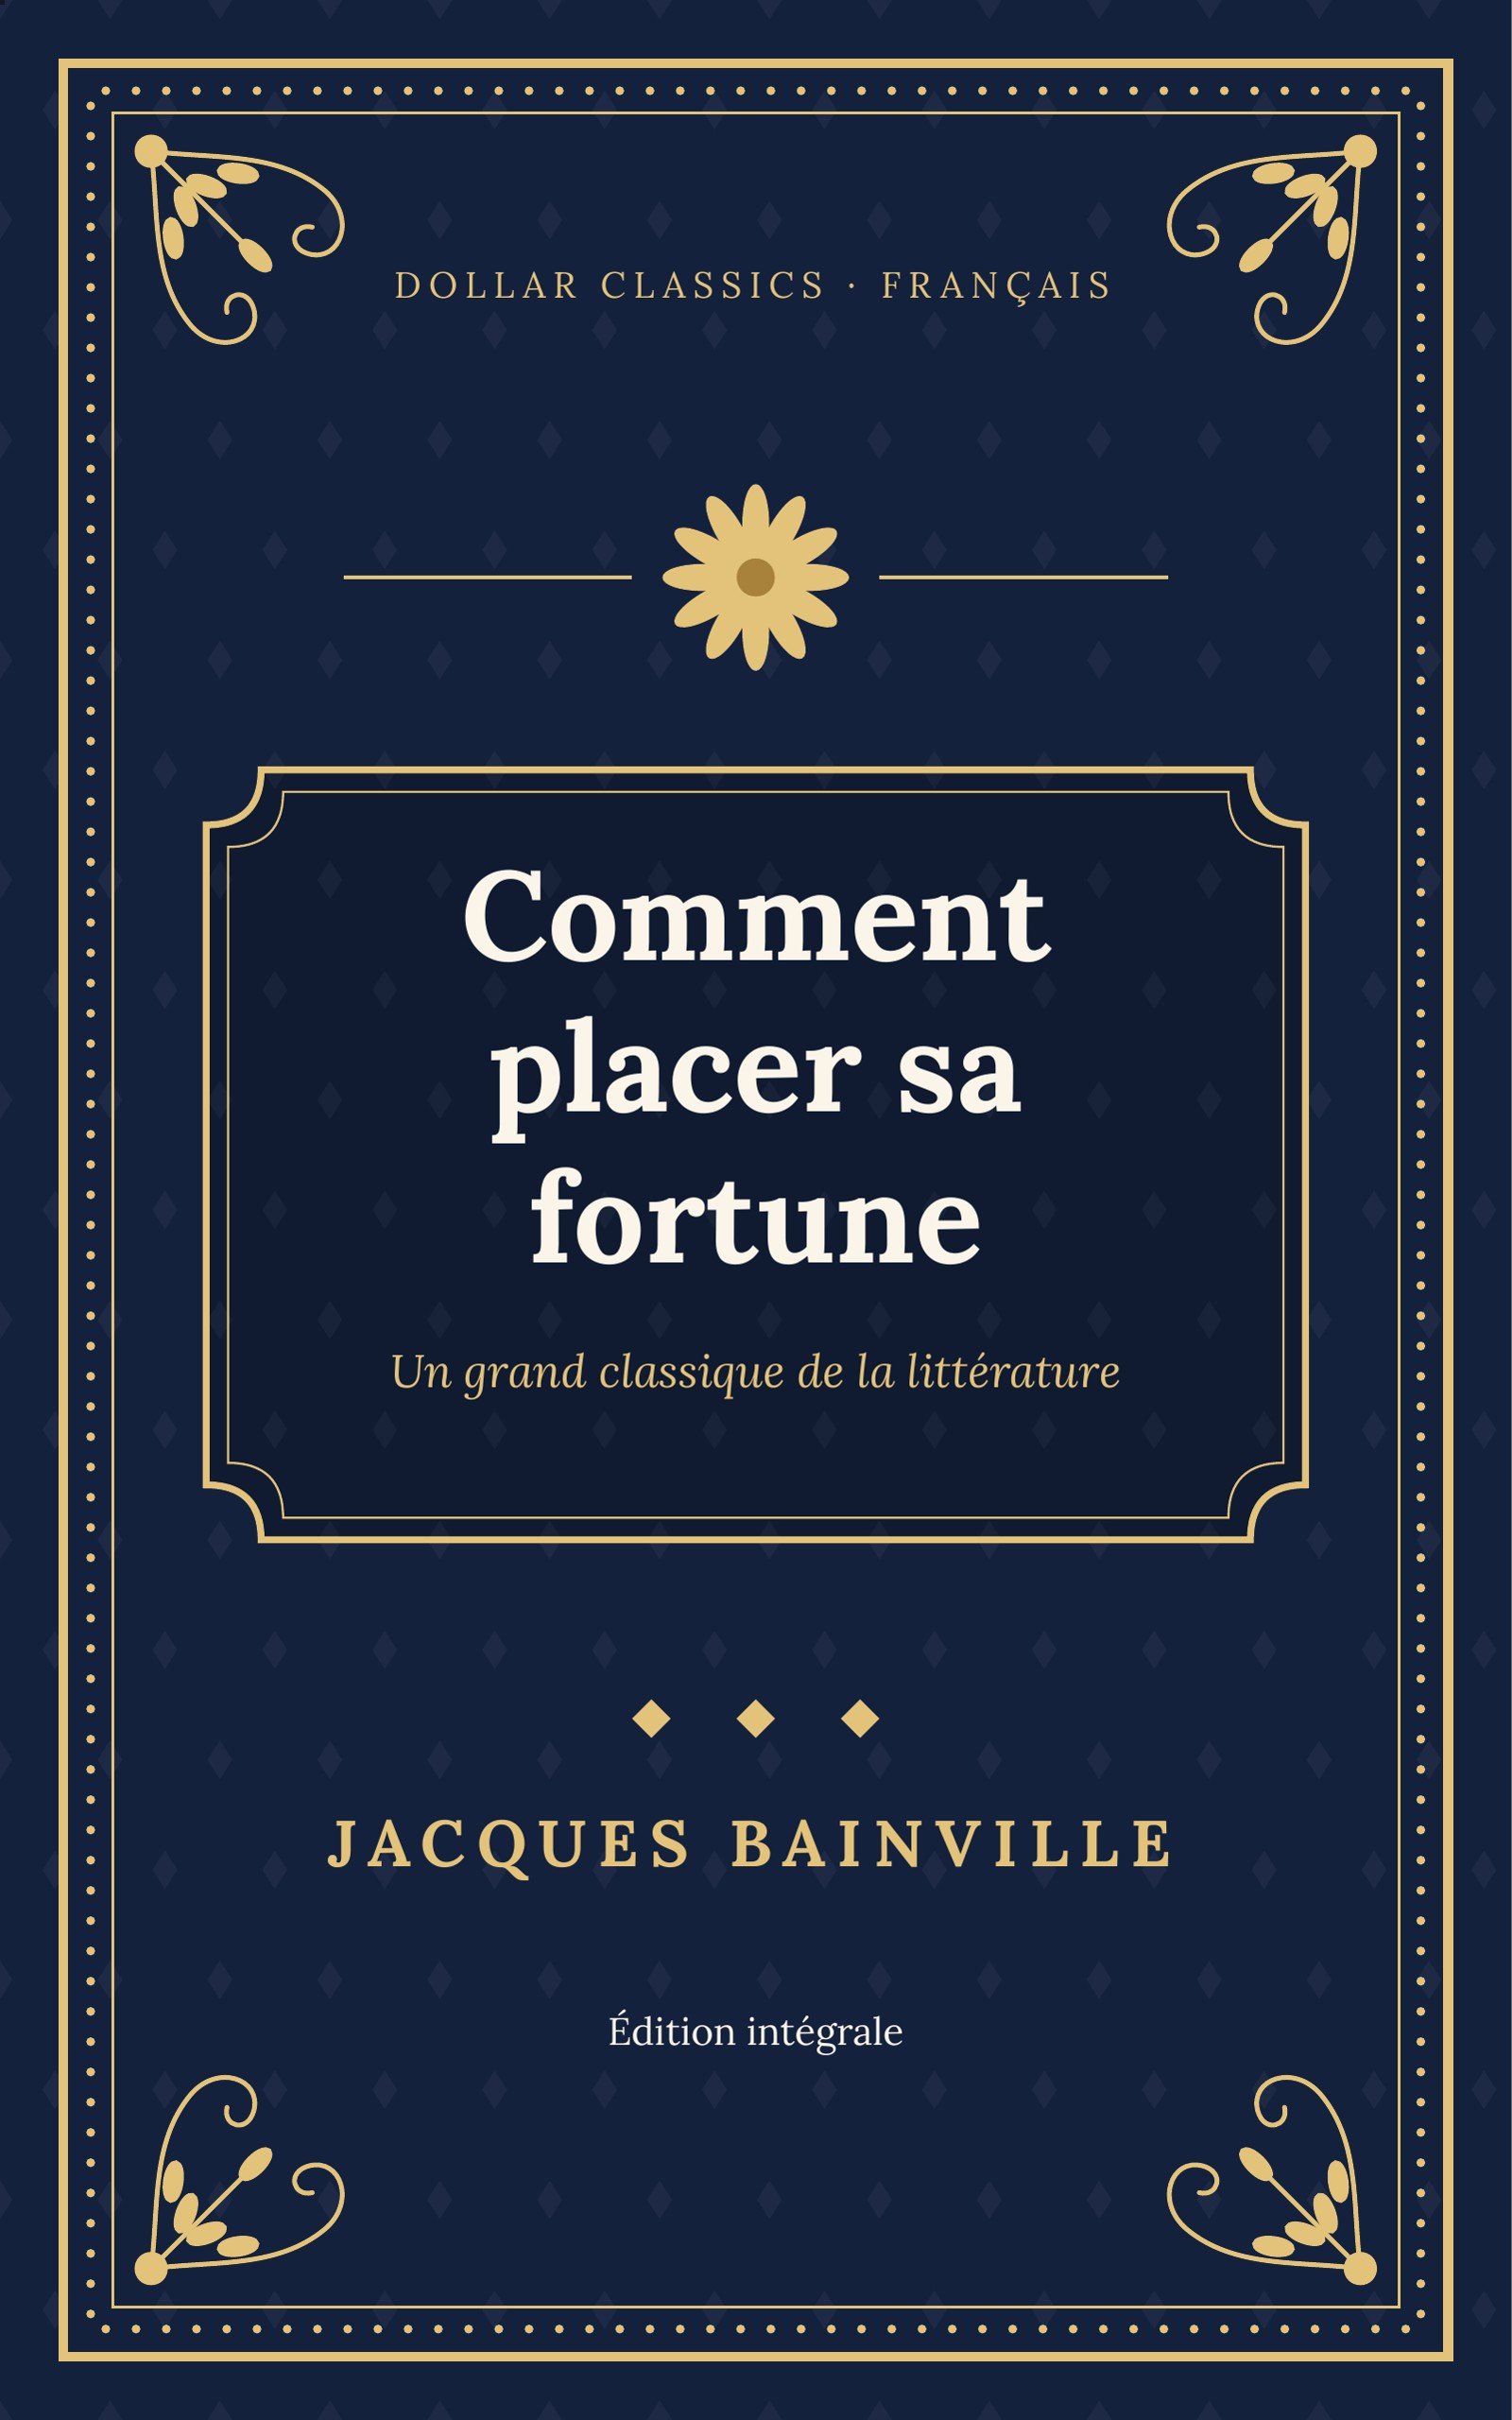 DOLLAR CLASSICS · FRANÇAIS
Comment
placer sa
fortune
Un grand classique de la littérature
JACQUES BAINVILLE
Édition intégrale